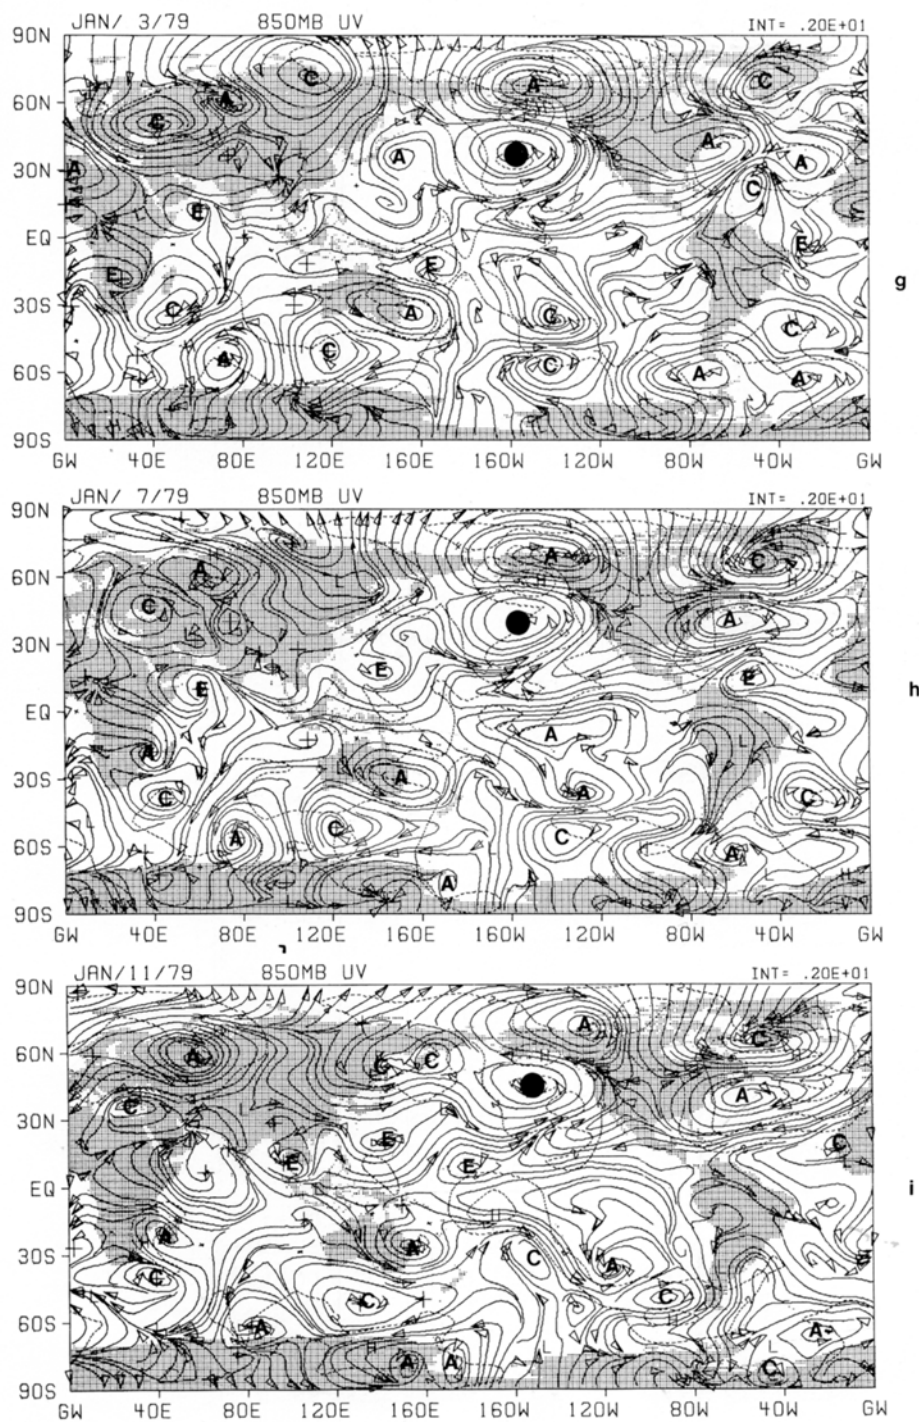 JAN/ 3/79 850MB UV INT= .20E+01
90N
60N
30N
EQ
30S
60S
90S
GW 40E 80E 120E 160E 160W 120W 80W 40W GW
C A A C
A C
A A A A
C
E
E
E E
C A C C
A C C A A
g
JAN/ 7/79 850MB UV INT= .20E+01
90N
60N
30N
EQ
30S
60S
90S
GW 40E 80E 120E 160E 160W 120W 80W 40W GW
H A A C
C A
E E E
A
A A
C A C
A C C A
A
L
h
JAN/11/79 850MB UV INT= .20E+01
90N
60N
30N
EQ
30S
60S
90S
GW 40E 80E 120E 160E 160W 120W 80W 40W GW
A C C A C
C A
E E E C
A A C A
C C C
A A
A A C
L L
i